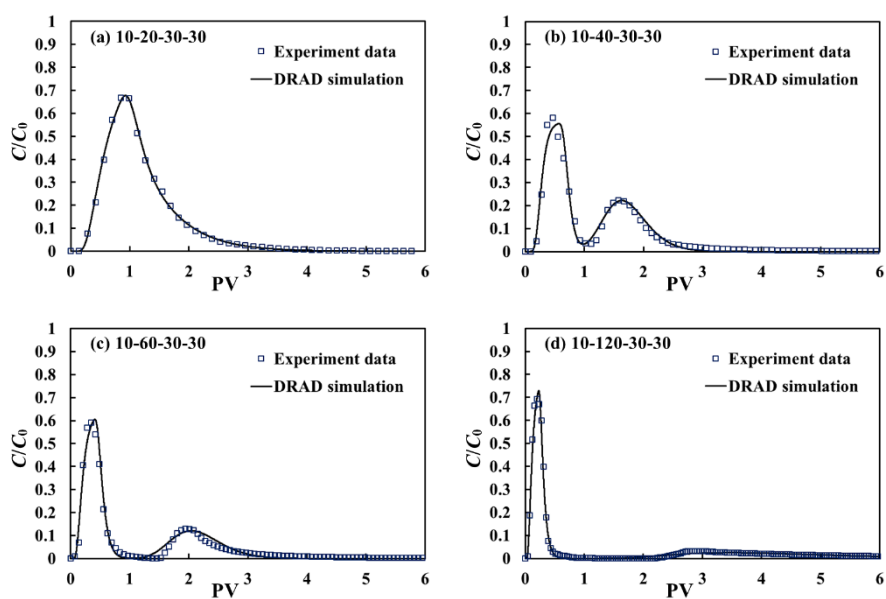 (a) 10-20-30-30
Experiment data
DRAD simulation
C/C0
1
0.9
0.8
0.7
0.6
0.5
0.4
0.3
0.2
0.1
0
0 1 2 3 4 5 6
PV
(b) 10-40-30-30
Experiment data
DRAD simulation
C/C0
1
0.9
0.8
0.7
0.6
0.5
0.4
0.3
0.2
0.1
0
0 1 2 3 4 5 6
PV
(c) 10-60-30-30
Experiment data
DRAD simulation
C/C0
1
0.9
0.8
0.7
0.6
0.5
0.4
0.3
0.2
0.1
0
0 1 2 3 4 5 6
PV
(d) 10-120-30-30
Experiment data
DRAD simulation
C/C0
1
0.9
0.8
0.7
0.6
0.5
0.4
0.3
0.2
0.1
0
0 1 2 3 4 5 6
PV